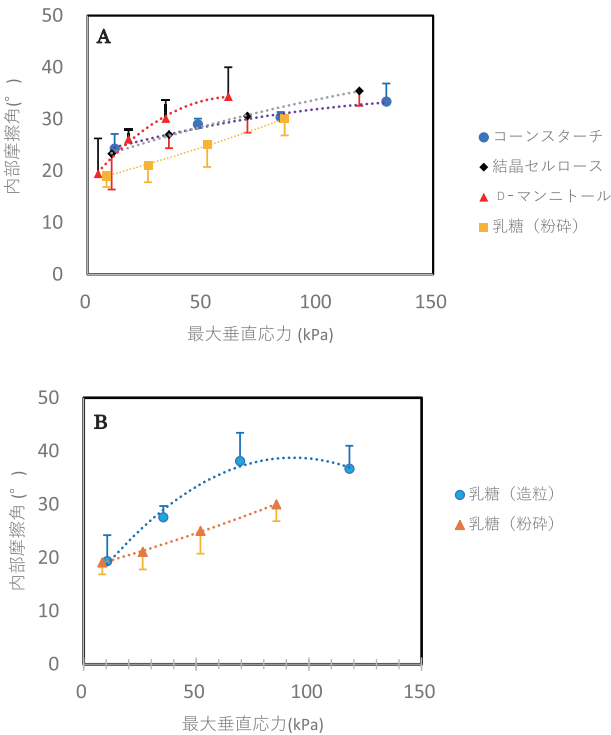 50
A
40
30
20
10
0
内部摩擦角(°)
0 50 100 150
最大垂直応力 (kPa)
コーンスターチ
結晶セルロース
D-マンニトール
乳糖（粉砕）
50
B
40
30
20
10
0
内部摩擦角 (°)
0 50 100 150
最大垂直応力(kPa)
乳糖（造粒）
乳糖（粉砕）